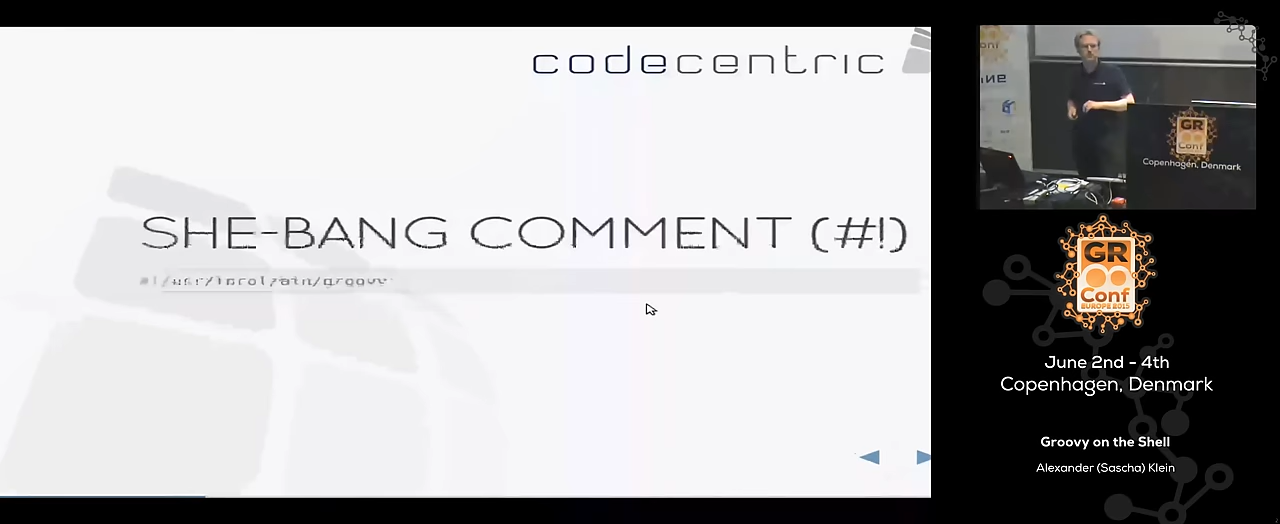 codecentric
SHE-BANG COMMENT (#!)
GR
Conf
Copenhagen, Denmark
GR
Conf
EUROPE 2015
June 2nd - 4th
Copenhagen, Denmark
Groovy on the Shell
Alexander (Sascha) Klein